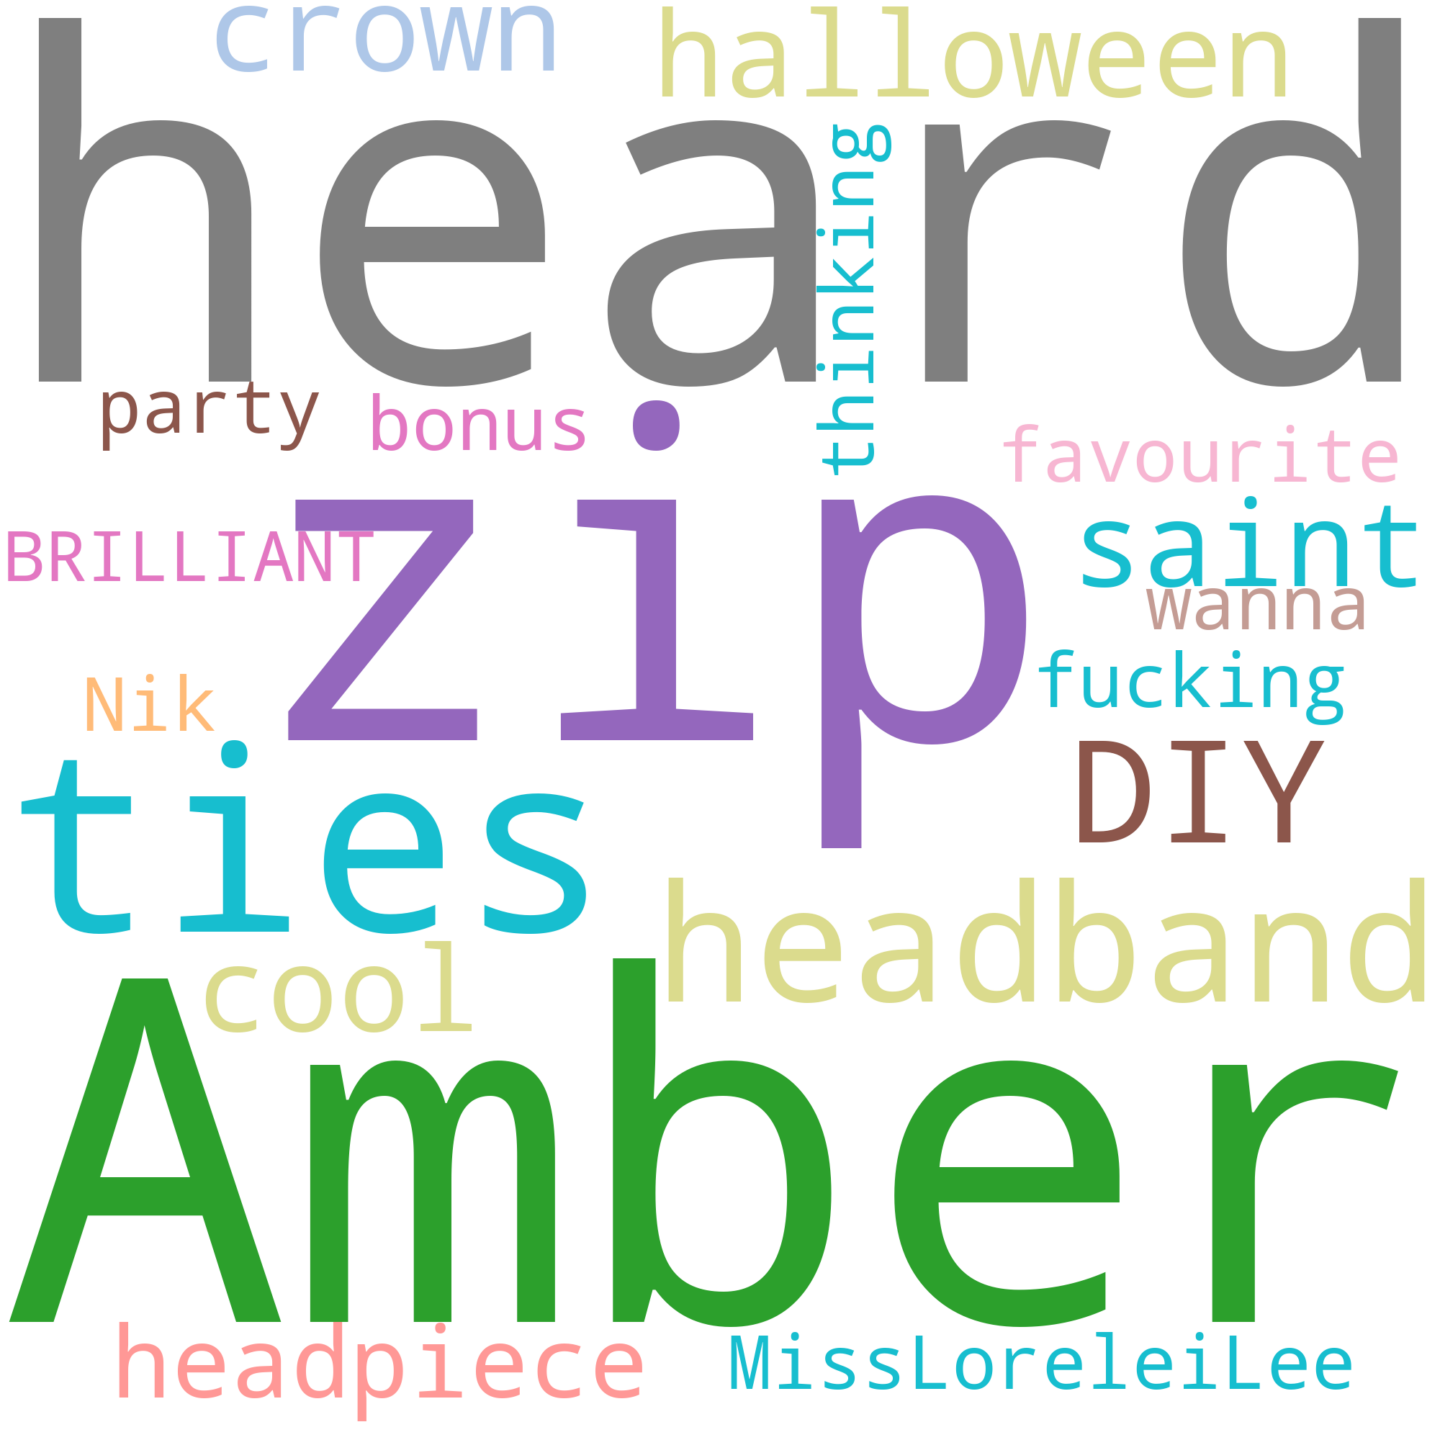 crown
halloween
heard
thinking
party
bonus
favourite
zip
saint
BRILLIANT
wanna
fucking
Nik
ties
DIY
headband
cool
Amber
headpiece
MissLoreleiLee